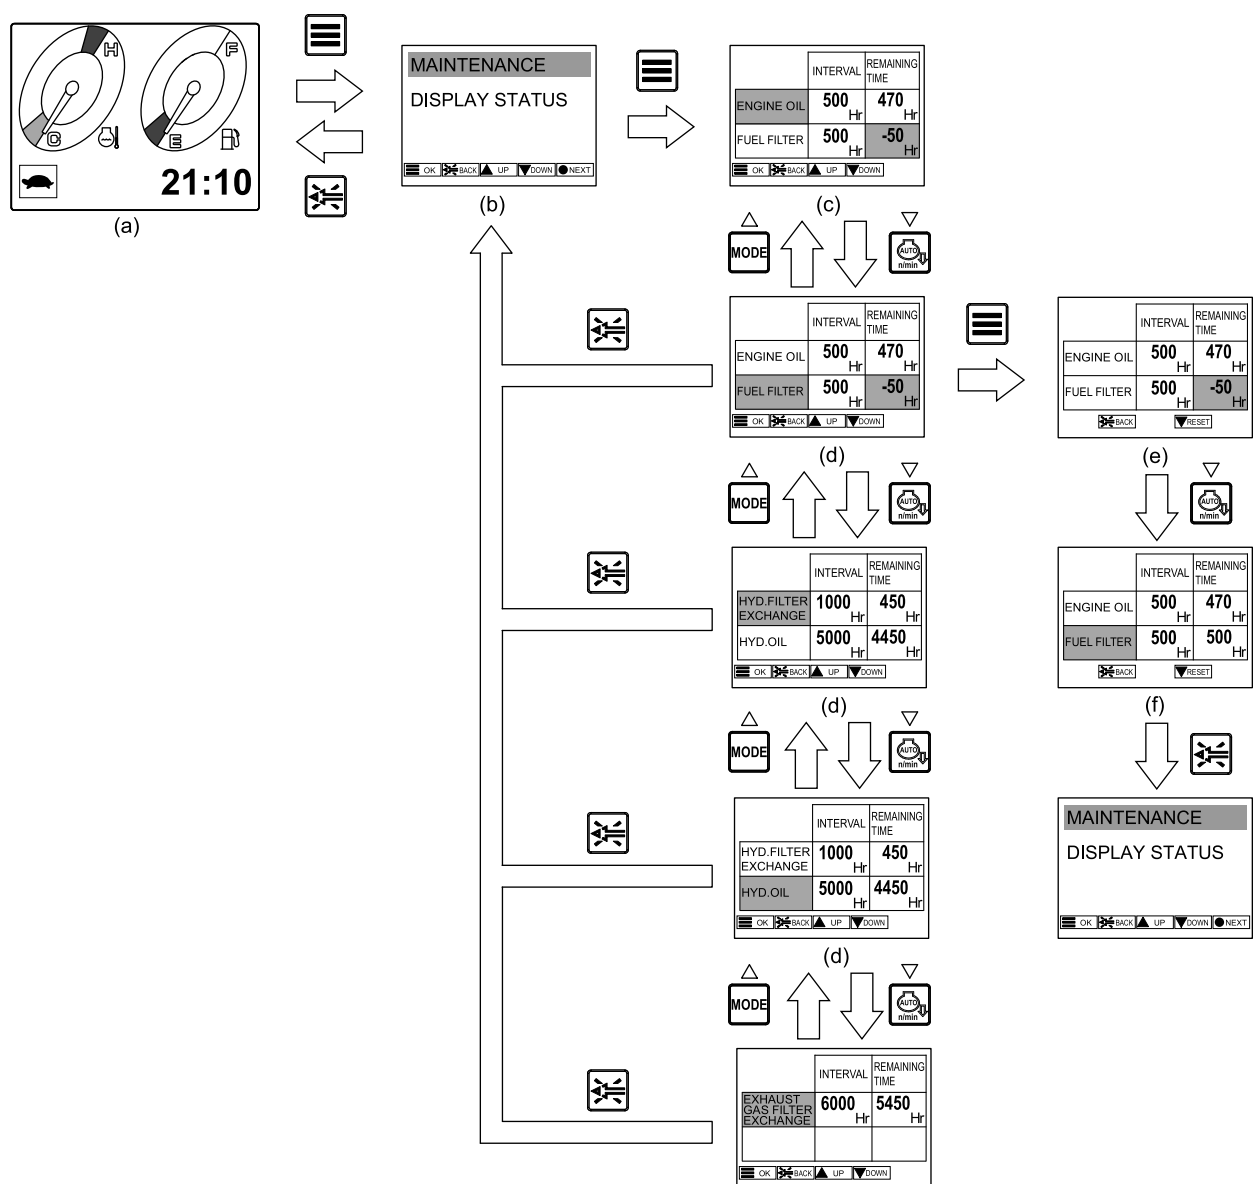 H
F
C
E
21:10
(a)
MAINTENANCE
DISPLAY STATUS
OK BACK UP DOWN NEXT
(b)
INTERVAL REMAINING TIME
ENGINE OIL 500 Hr 470 Hr
FUEL FILTER 500 Hr -50 Hr
OK BACK UP DOWN
(c)
MODE
AUTO
n/min
INTERVAL REMAINING TIME
ENGINE OIL 500 Hr 470 Hr
FUEL FILTER 500 Hr -50 Hr
OK BACK UP DOWN
(d)
INTERVAL REMAINING TIME
ENGINE OIL 500 Hr 470 Hr
FUEL FILTER 500 Hr -50 Hr
BACK RESET
(e)
MODE
AUTO
n/min
AUTO
n/min
INTERVAL REMAINING TIME
HYD.FILTER EXCHANGE 1000 Hr 450 Hr
HYD.OIL 5000 Hr 4450 Hr
OK BACK UP DOWN
(d)
INTERVAL REMAINING TIME
ENGINE OIL 500 Hr 470 Hr
FUEL FILTER 500 Hr 500 Hr
BACK RESET
(f)
MODE
AUTO
n/min
INTERVAL REMAINING TIME
HYD.FILTER EXCHANGE 1000 Hr 450 Hr
HYD.OIL 5000 Hr 4450 Hr
OK BACK UP DOWN
(d)
MAINTENANCE
DISPLAY STATUS
OK BACK UP DOWN NEXT
MODE
AUTO
n/min
INTERVAL REMAINING TIME
EXHAUST GAS FILTER EXCHANGE 6000 Hr 5450 Hr
OK BACK UP DOWN